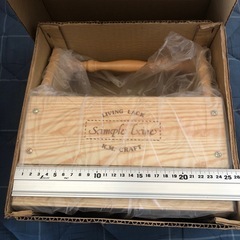 LIVING LACK
Sample Case
R.M. CRAFT
1 2 3 4 5 6 7 8 9 10 11 12 13 14 15 16 17 18 19 20 21 22 23 24 25 26